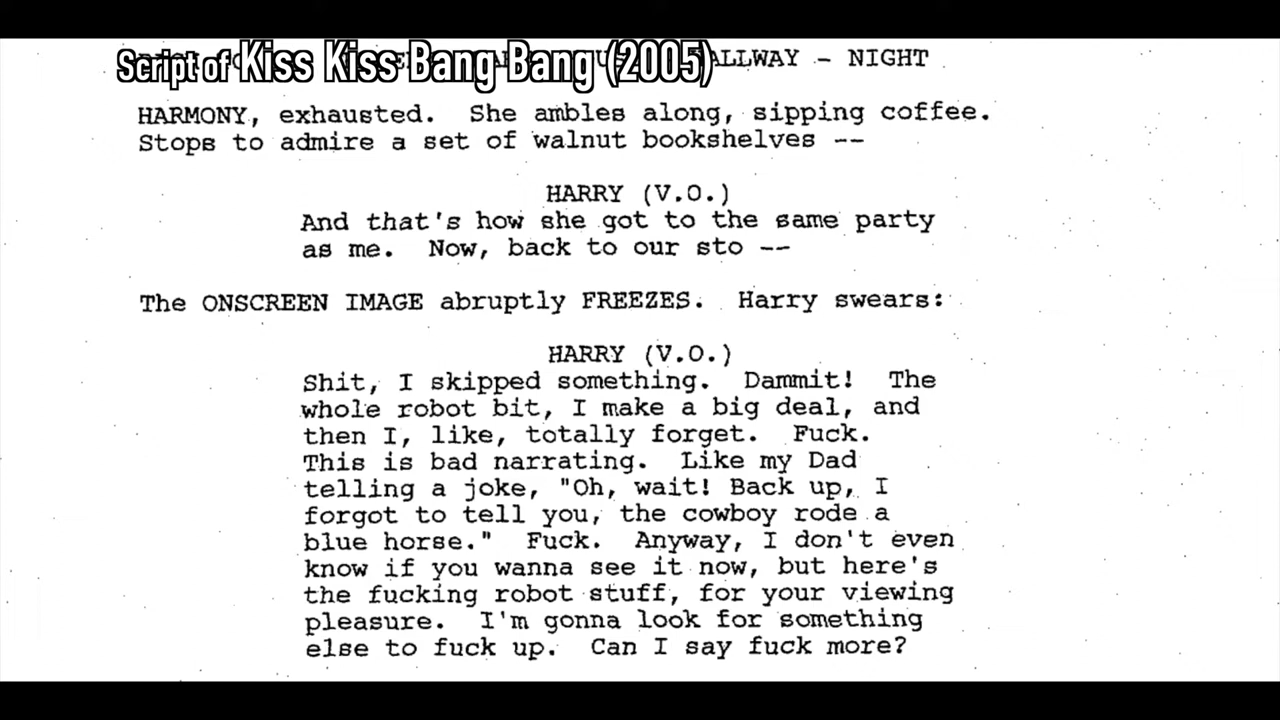 Script of Kiss Kiss Bang Bang (2005)
ALLWAY - NIGHT
HARMONY, exhausted. She ambles along, sipping coffee.
Stops to admire a set of walnut bookshelves --
HARRY (V.O.)
And that's how she got to the same party
as me. Now, back to our sto --
The ONSCREEN IMAGE abruptly FREEZES. Harry swears:
HARRY (V.O.)
Shit, I skipped something. Dammit! The
whole robot bit, I make a big deal, and
then I, like, totally forget. Fuck.
This is bad narrating. Like my Dad
telling a joke, "Oh, wait! Back up, I
forgot to tell you, the cowboy rode a
blue horse." Fuck. Anyway, I don't even
know if you wanna see it now, but here's
the fucking robot stuff, for your viewing
pleasure. I'm gonna look for something
else to fuck up. Can I say fuck more?